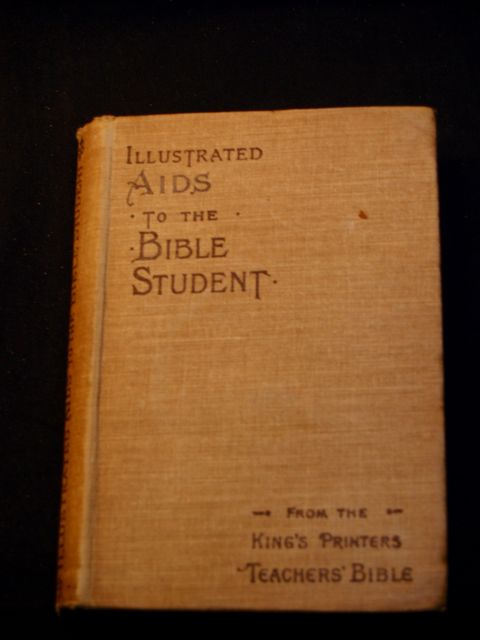 ILLUSTRATED
AIDS
· TO THE ·
· BIBLE
STUDENT ·
FROM THE
KING'S PRINTERS
TEACHERS' BIBLE